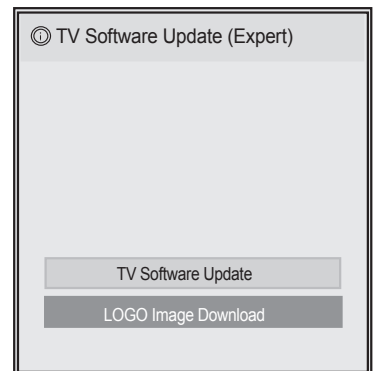 TV Software Update (Expert)
TV Software Update
LOGO Image Download